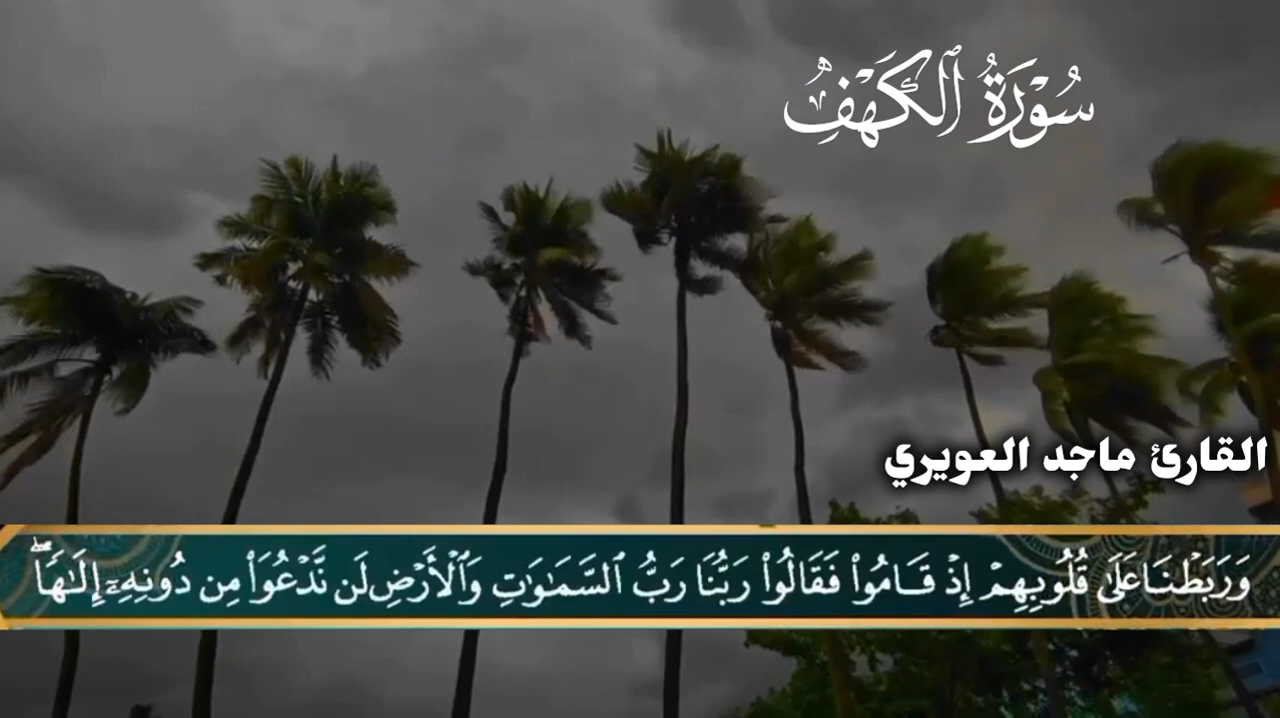 سُورَةُ ٱلْكَهْفِ
القارئ ماجد العويري
وَرَبَطْنَا عَلَىٰ قُلُوبِهِمْ إِذْ قَامُوا۟ فَقَالُوا۟ رَبُّنَا رَبُّ ٱلسَّمَـٰوَٰتِ وَٱلْأَرْضِ لَن نَّدْعُوَا۟ مِن دُونِهِۦٓ إِلَـٰهًا ۖ